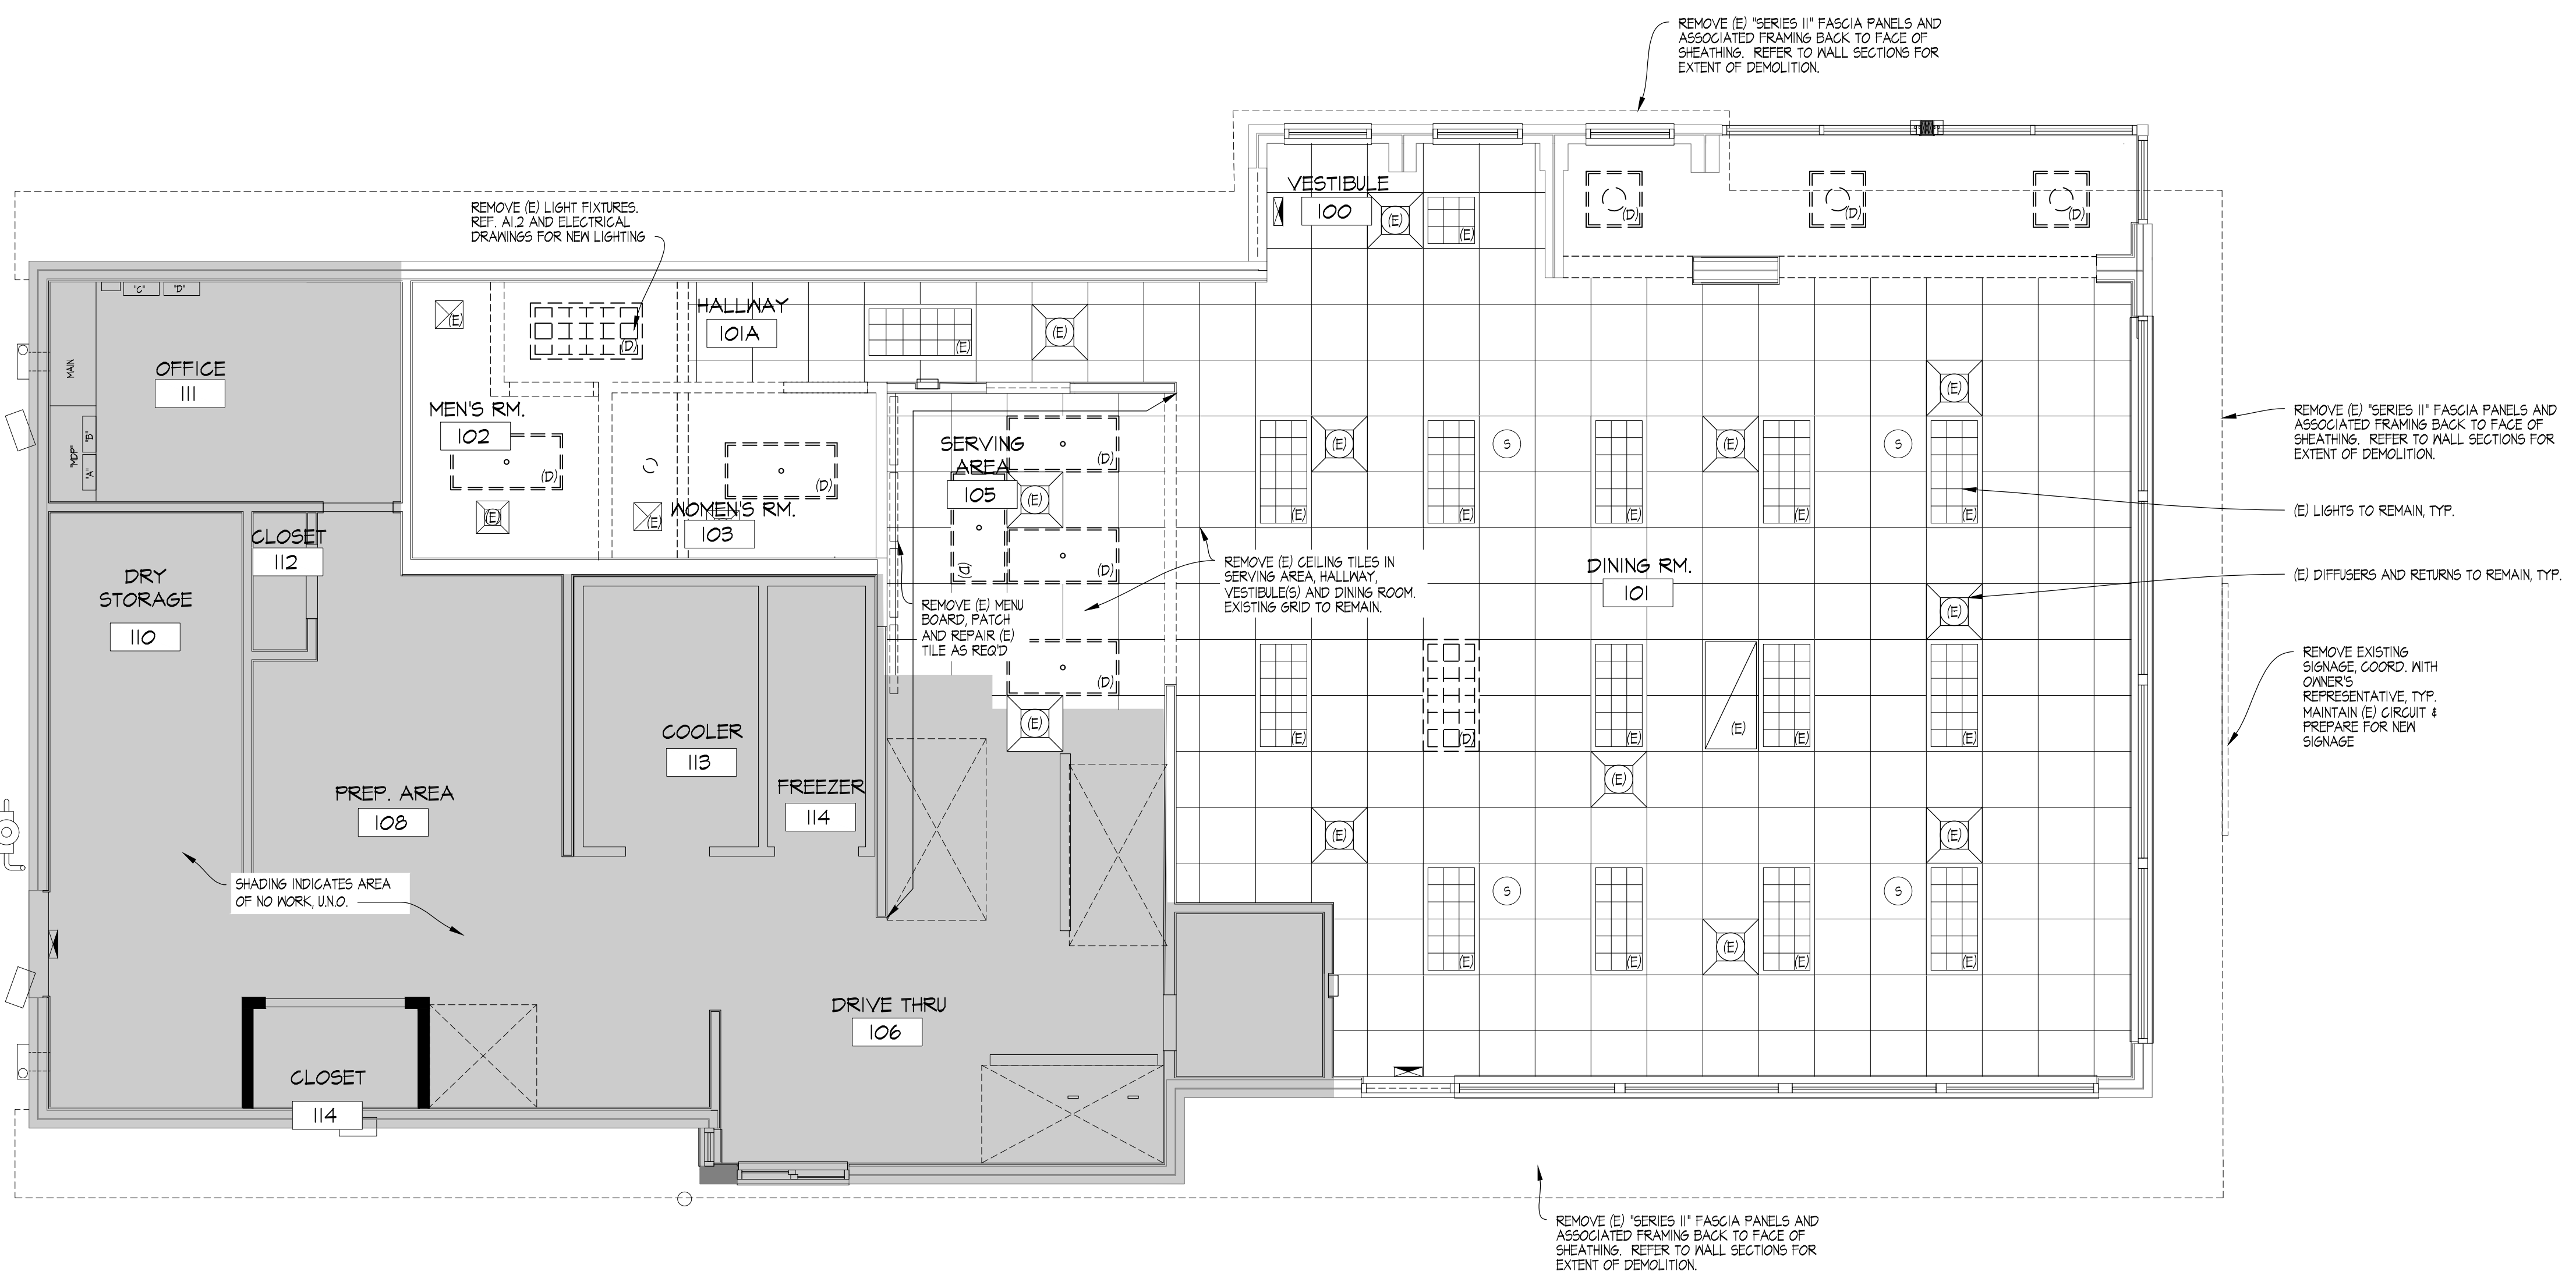 REMOVE (E) "SERIES II" FASCIA PANELS AND
ASSOCIATED FRAMING BACK TO FACE OF
SHEATHING. REFER TO WALL SECTIONS FOR
EXTENT OF DEMOLITION.
REMOVE (E) LIGHT FIXTURES.
REF. A1.2 AND ELECTRICAL
DRAWINGS FOR NEW LIGHTING
VESTIBULE
100
(E)
(E)
(D)
(D)
(D)
"C"
"D"
MAIN
"MDP"
"B"
"A"
OFFICE
111
(E)
(D)
HALLWAY
101A
(E)
(E)
MEN'S RM.
102
(D)
(E)
(D)
(E)
WOMEN'S RM.
103
SERVING
AREA
105
(D)
(E)
(D)
(D)
(D)
(E)
REMOVE (E) MENU
BOARD, PATCH
AND REPAIR (E)
TILE AS REQ'D
REMOVE (E) CEILING TILES IN
SERVING AREA, HALLWAY,
VESTIBULE(S) AND DINING ROOM.
EXISTING GRID TO REMAIN.
DINING RM.
101
(E)
(E)
S
(E)
S
(E)
(E)
(E)
(E)
(E)
(E)
(E)
(D)
(E)
(E)
(E)
(E)
(E)
(E)
(E)
S
S
(E)
(E)
(E)
(E)
(E)
REMOVE (E) "SERIES II" FASCIA PANELS AND
ASSOCIATED FRAMING BACK TO FACE OF
SHEATHING. REFER TO WALL SECTIONS FOR
EXTENT OF DEMOLITION.
(E) LIGHTS TO REMAIN, TYP.
(E) DIFFUSERS AND RETURNS TO REMAIN, TYP.
REMOVE EXISTING
SIGNAGE, COORD. WITH
OWNER'S
REPRESENTATIVE, TYP.
MAINTAIN (E) CIRCUIT &
PREPARE FOR NEW
SIGNAGE
CLOSET
112
DRY
STORAGE
110
COOLER
113
FREEZER
114
PREP. AREA
108
SHADING INDICATES AREA
OF NO WORK, U.N.O.
DRIVE THRU
106
CLOSET
114
REMOVE (E) "SERIES II" FASCIA PANELS AND
ASSOCIATED FRAMING BACK TO FACE OF
SHEATHING. REFER TO WALL SECTIONS FOR
EXTENT OF DEMOLITION.